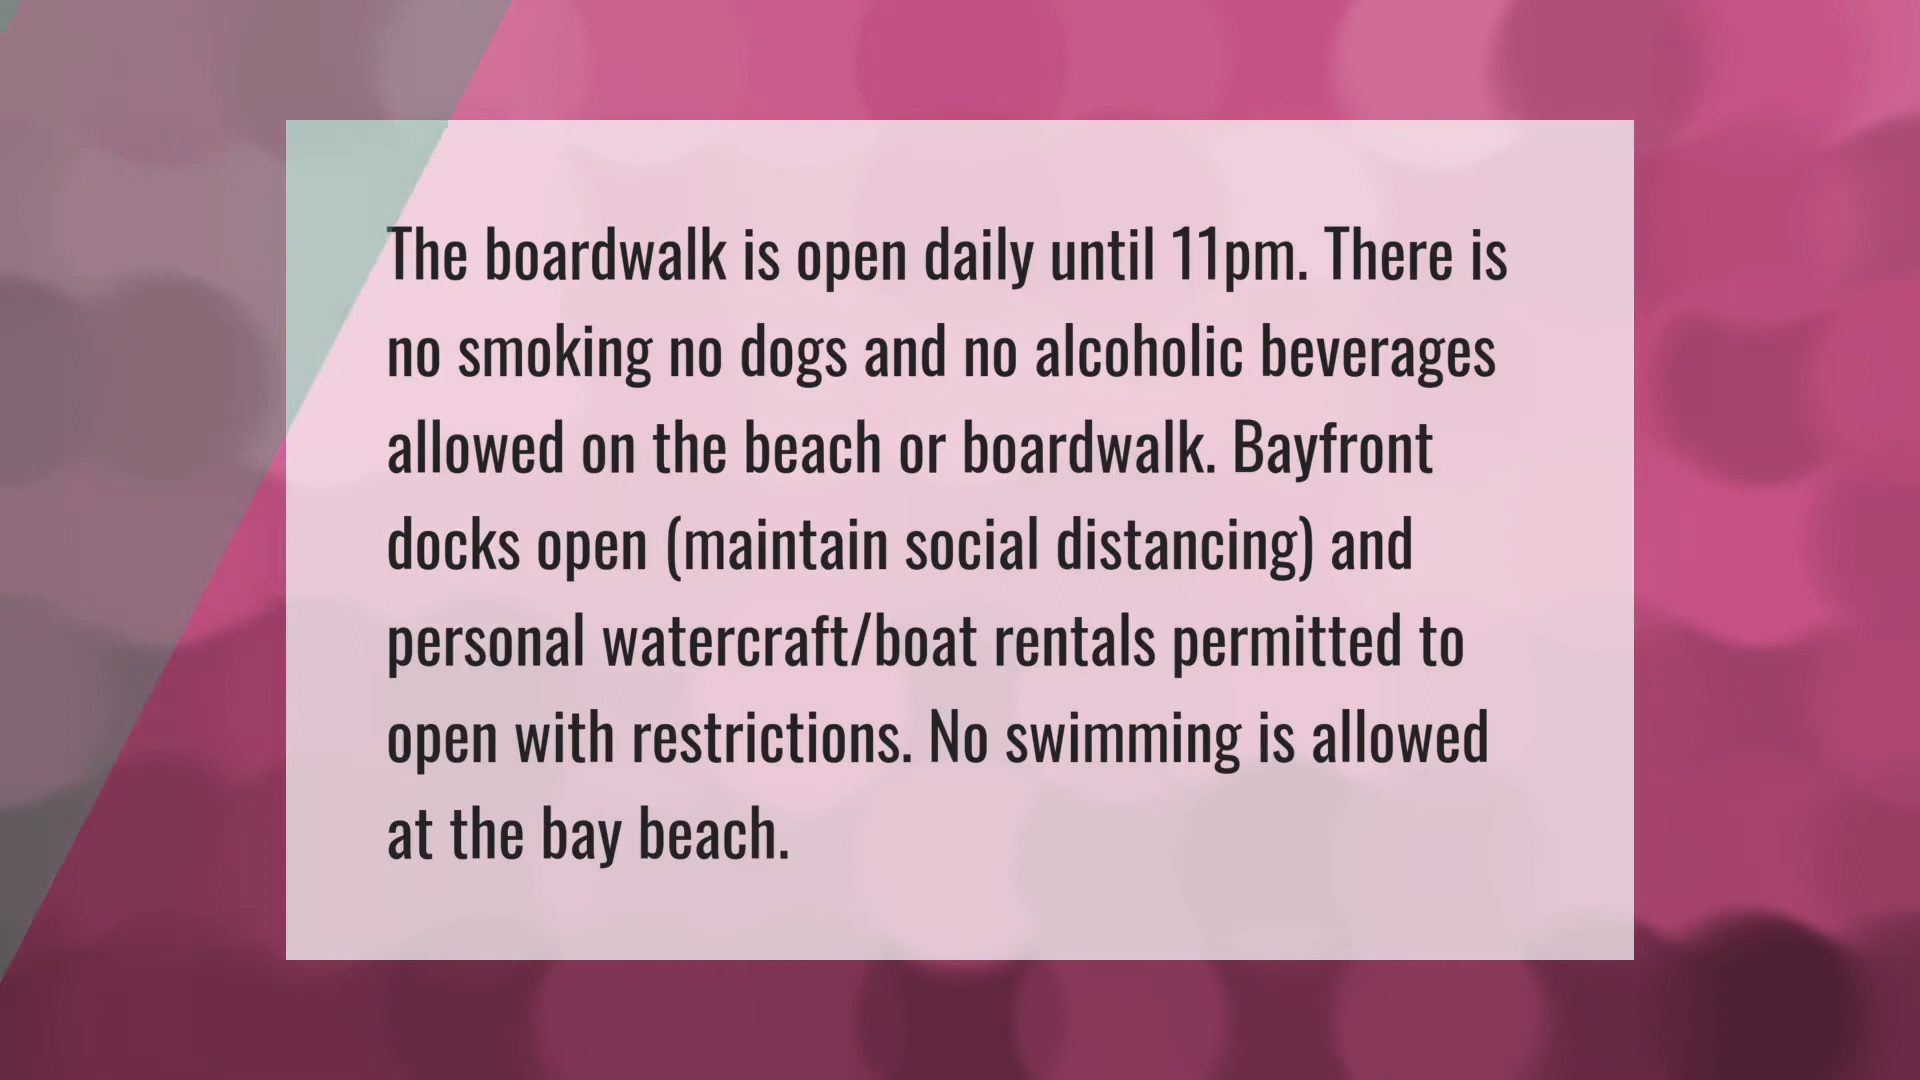 The boardwalk is open daily until 11pm. There is
no smoking no dogs and no alcoholic beverages
allowed on the beach or boardwalk. Bayfront
docks open (maintain social distancing) and
personal watercraft/boat rentals permitted to
open with restrictions. No swimming is allowed
at the bay beach.